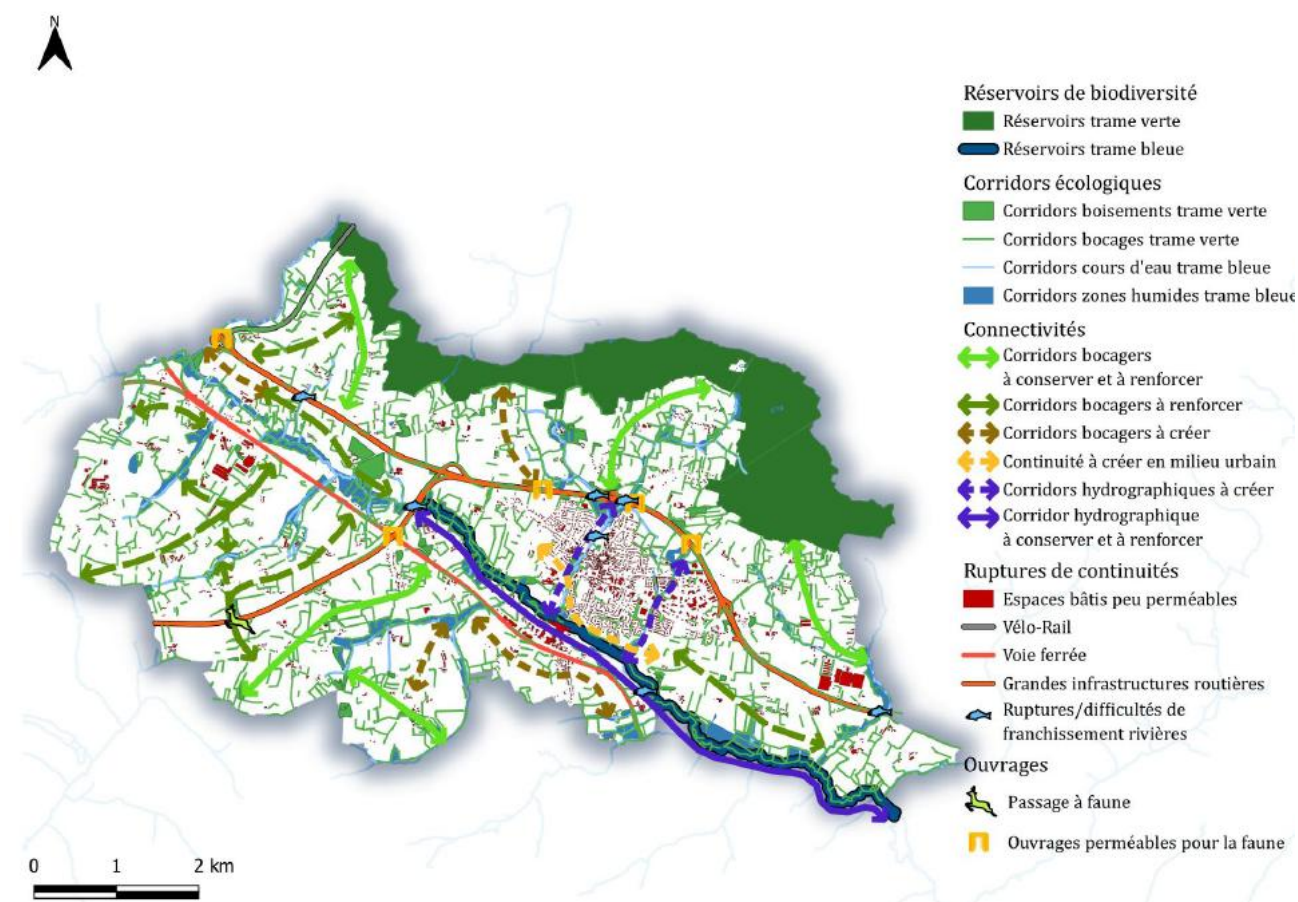 N
Réservoirs de biodiversité
Réservoirs trame verte
Réservoirs trame bleue
Corridors écologiques
Corridors boisements trame verte
Corridors bocages trame verte
Corridors cours d'eau trame bleue
Corridors zones humides trame bleue
Connectivités
Corridors bocagers
à conserver et à renforcer
Corridors bocagers à renforcer
Corridors bocagers à créer
Continuité à créer en milieu urbain
Corridors hydrographiques à créer
Corridor hydrographique
à conserver et à renforcer
Ruptures de continuités
Espaces bâtis peu perméables
Vélo-Rail
Voie ferrée
Grandes infrastructures routières
Ruptures/difficultés de
franchissement rivières
Ouvrages
Passage à faune
Ouvrages perméables pour la faune
0 1 2 km